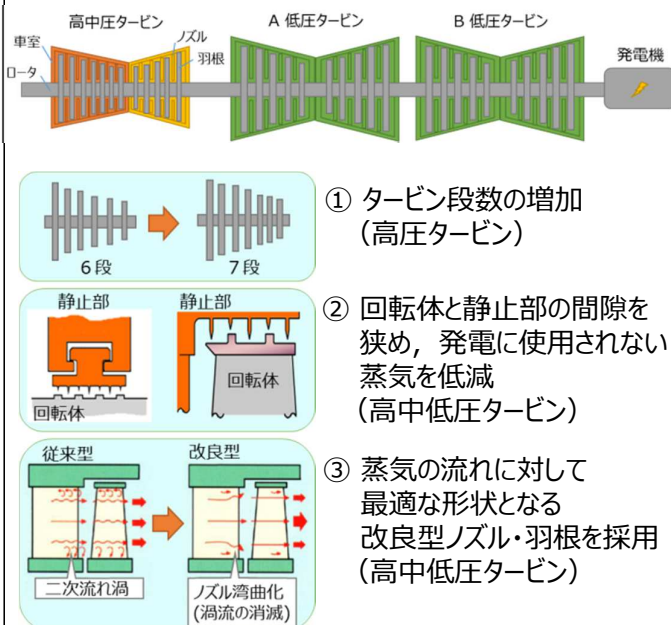 高中圧タービン
A 低圧タービン
B 低圧タービン
車室
ノズル
羽根
ロータ
発電機
6段
7段
① タービン段数の増加
（高圧タービン）
静止部
静止部
回転体
回転体
② 回転体と静止部の間隙を
狭め，発電に使用されない
蒸気を低減
（高中低圧タービン）
従来型
改良型
二次流れ渦
ノズル湾曲化
(渦流の消滅)
③ 蒸気の流れに対して
最適な形状となる
改良型ノズル・羽根を採用
（高中低圧タービン）